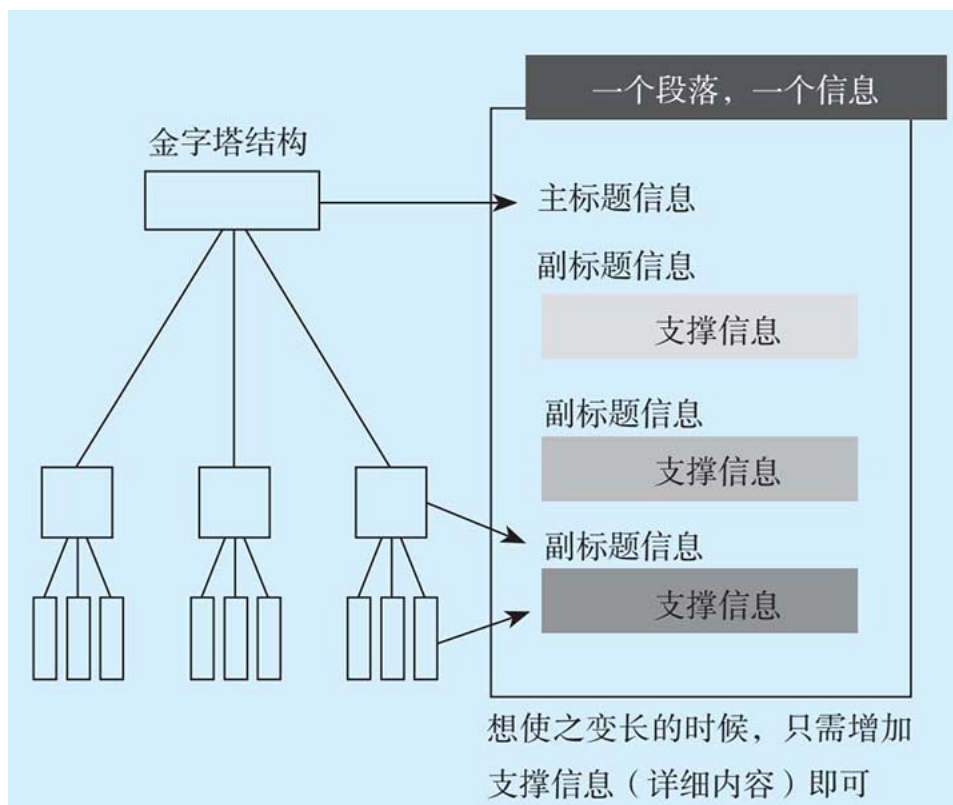 一个段落，一个信息
金字塔结构
主标题信息
副标题信息
支撑信息
副标题信息
支撑信息
副标题信息
支撑信息
想使之变长的时候，只需增加
支撑信息（详细内容）即可